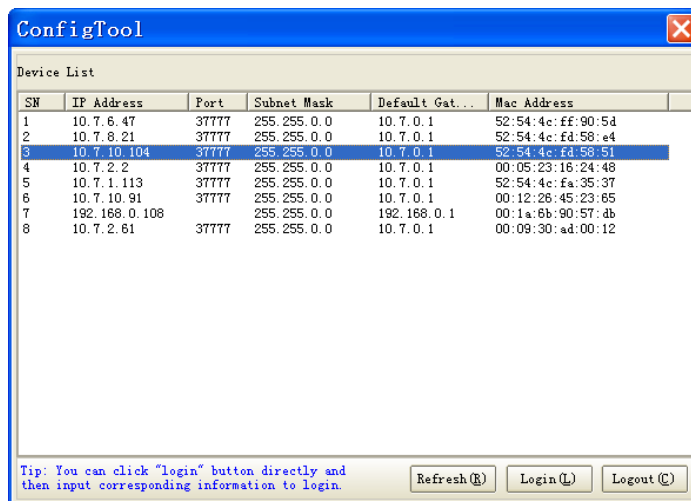 ConfigTool
Device List
SN IP Address Port Subnet Mask Default Gat... Mac Address
1 10.7.6.47 37777 255.255.0.0 10.7.0.1 52:54:4c:ff:90:5d
2 10.7.8.21 37777 255.255.0.0 10.7.0.1 52:54:4c:fd:58:e4
3 10.7.10.104 37777 255.255.0.0 10.7.0.1 52:54:4c:fd:58:51
4 10.7.2.2 37777 255.255.0.0 10.7.0.1 00:05:23:16:24:48
5 10.7.1.113 37777 255.255.0.0 10.7.0.1 52:54:4c:fa:35:37
6 10.7.10.91 37777 255.255.0.0 10.7.0.1 00:12:26:45:23:65
7 192.168.0.108 255.255.0.0 192.168.0.1 00:1a:6b:90:57:db
8 10.7.2.61 37777 255.255.0.0 10.7.0.1 00:09:30:ad:00:12
Tip: You can click "login" button directly and
then input corresponding information to login.
Refresh(R) Login(L) Logout(C)